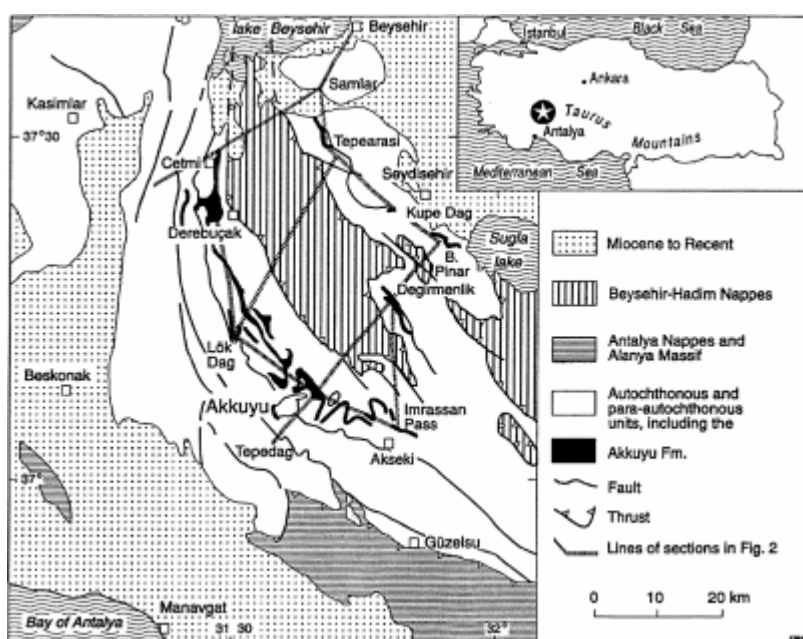 lake Beysehir
Beysehir
Kasimlar
Samlar
37°30
Tepearasi
Cetmi
Seydisehir
Kupe Dag
Derebuçak
Sugla
lake
B.
Pinar
Degirmenlik
Lök
Dag
Beskonak
Akkuyu
Imrassan
Pass
Tepedag
Akseki
37°
Güzelsu
Manavgat
Bay of Antalya
31 30
32°
Istanbul
Black Sea
Ankara
Taurus
Antalya
Mountains
Mediterranean
Sea
Miocene to Recent
Beysehir-Hadim Nappes
Antalya Nappes and
Alanya Massif
Autochthonous and
para-autochthonous
units, including the
Akkuyu Fm.
Fault
Thrust
Lines of sections in Fig. 2
0 10 20 km